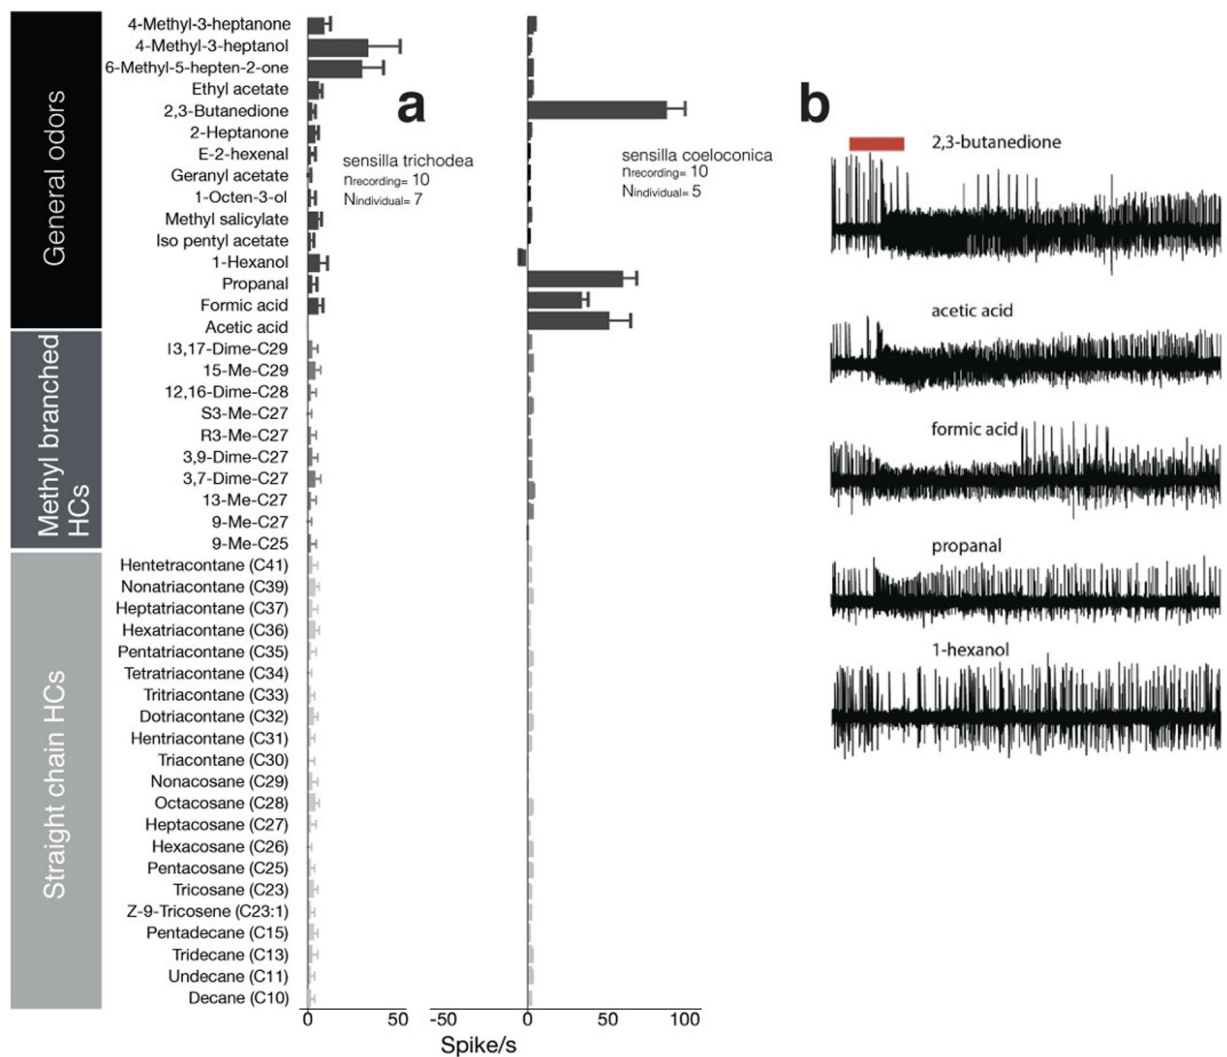 General odors
Methyl branched
HCs
Straight chain HCs
4-Methyl-3-heptanone
4-Methyl-3-heptanol
6-Methyl-5-hepten-2-one
Ethyl acetate
2,3-Butanedione
2-Heptanone
E-2-hexenal
Geranyl acetate
1-Octen-3-ol
Methyl salicylate
Iso pentyl acetate
1-Hexanol
Propanal
Formic acid
Acetic acid
I3,17-Dime-C29
15-Me-C29
12,16-Dime-C28
S3-Me-C27
R3-Me-C27
3,9-Dime-C27
3,7-Dime-C27
13-Me-C27
9-Me-C27
9-Me-C25
Hentetracontane (C41)
Nonatriacontane (C39)
Heptatriacontane (C37)
Hexatriacontane (C36)
Pentatriacontane (C35)
Tetratriacontane (C34)
Tritriacontane (C33)
Dotriacontane (C32)
Hentriacontane (C31)
Triacontane (C30)
Nonacosane (C29)
Octacosane (C28)
Heptacosane (C27)
Hexacosane (C26)
Pentacosane (C25)
Tricosane (C23)
Z-9-Tricosene (C23:1)
Pentadecane (C15)
Tridecane (C13)
Undecane (C11)
Decane (C10)
a
sensilla trichodea
nrecording= 10
Nindividual= 7
sensilla coeloconica
nrecording= 10
Nindividual= 5
0 50 -50 0 50 100
Spike/s
b
2,3-butanedione
acetic acid
formic acid
propanal
1-hexanol